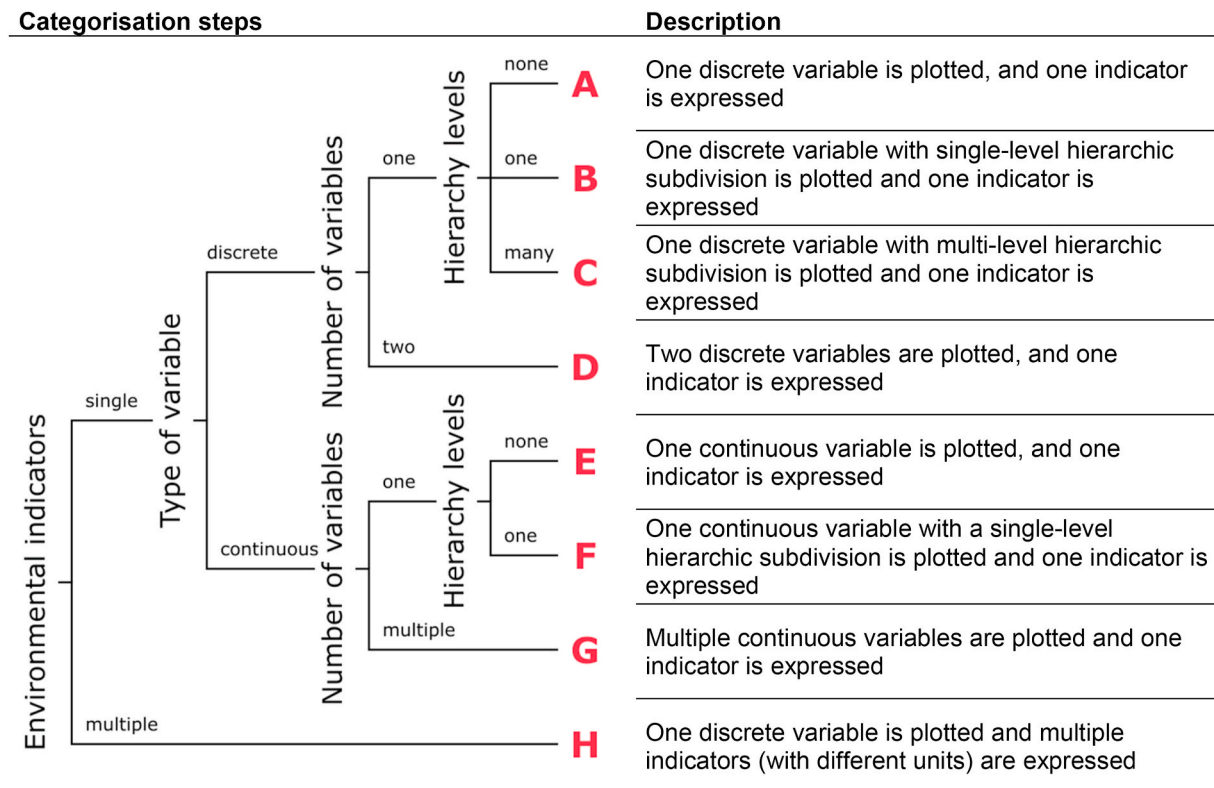 Categorisation steps
Description
Environmental indicators
single
multiple
Type of variable
discrete
continuous
Number of variables
one
two
Number of variables
one
multiple
Hierarchy levels
none
one
many
Hierarchy levels
none
one
A
One discrete variable is plotted, and one indicator
is expressed
B
One discrete variable with single-level hierarchic
subdivision is plotted and one indicator is
expressed
C
One discrete variable with multi-level hierarchic
subdivision is plotted and one indicator is
expressed
D
Two discrete variables are plotted, and one
indicator is expressed
E
One continuous variable is plotted, and one
indicator is expressed
F
One continuous variable with a single-level
hierarchic subdivision is plotted and one indicator is
expressed
G
Multiple continuous variables are plotted and one
indicator is expressed
H
One discrete variable is plotted and multiple
indicators (with different units) are expressed